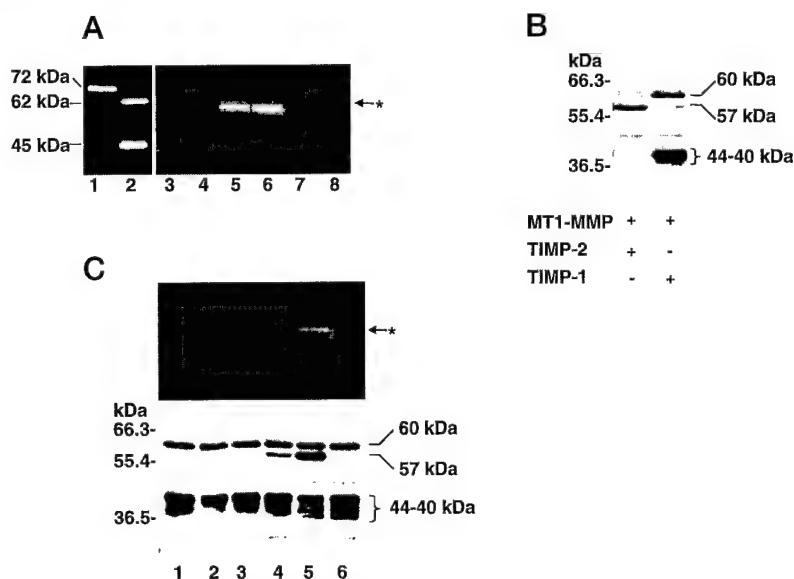 A
72 kDa
62 kDa
45 kDa
*
1 2 3 4 5 6 7 8
B
kDa
66.3-
55.4-
36.5-
60 kDa
57 kDa
44-40 kDa
MT1-MMP + +
TIMP-2 + -
TIMP-1 - +
C
*
kDa
66.3-
55.4-
36.5-
60 kDa
57 kDa
44-40 kDa
1 2 3 4 5 6